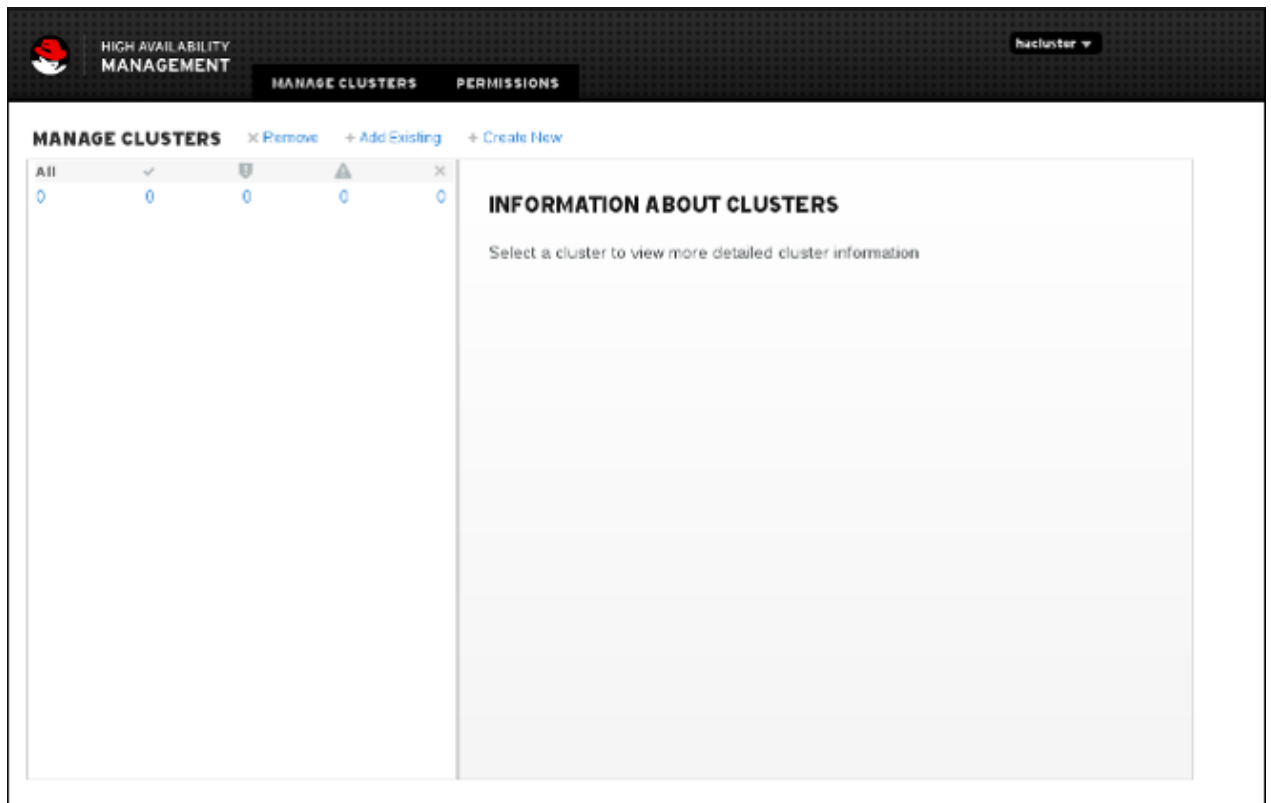 HIGH AVAILABILITY
MANAGEMENT
hacluster
MANAGE CLUSTERS PERMISSIONS
MANAGE CLUSTERS × Remove + Add Existing + Create New
All
0 0 0 0 0
INFORMATION ABOUT CLUSTERS
Select a cluster to view more detailed cluster information